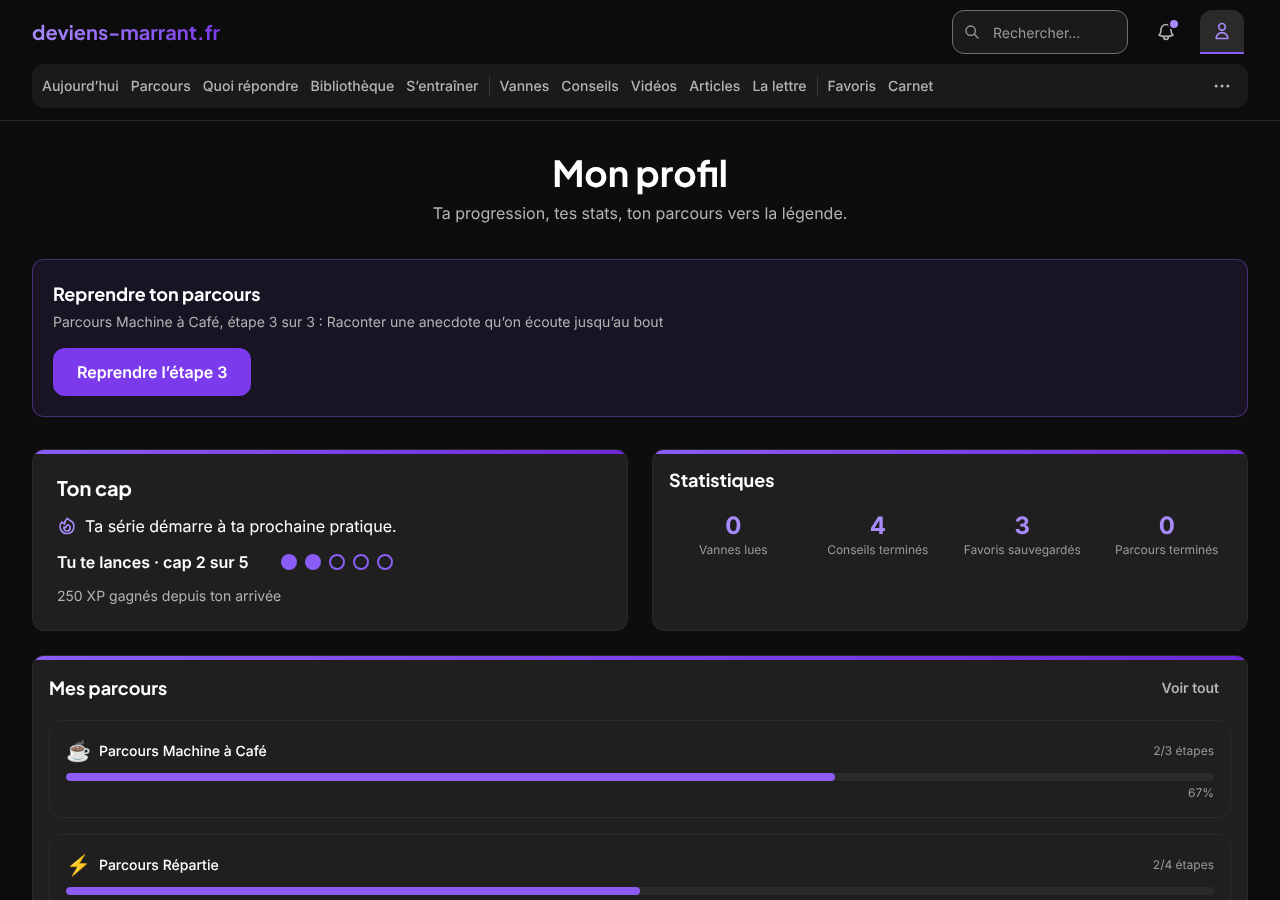 deviens-marrant.fr
Rechercher...
Aujourd’hui Parcours Quoi répondre Bibliothèque S’entraîner Vannes Conseils Vidéos Articles La lettre Favoris Carnet
Mon profil
Ta progression, tes stats, ton parcours vers la légende.
Reprendre ton parcours
Parcours Machine à Café, étape 3 sur 3 : Raconter une anecdote qu’on écoute jusqu’au bout
Reprendre l’étape 3
Ton cap
Ta série démarre à ta prochaine pratique.
Tu te lances · cap 2 sur 5
250 XP gagnés depuis ton arrivée
Statistiques
0 4 3 0
Vannes lues Conseils terminés Favoris sauvegardés Parcours terminés
Mes parcours Voir tout
Parcours Machine à Café 2/3 étapes
67%
Parcours Répartie 2/4 étapes